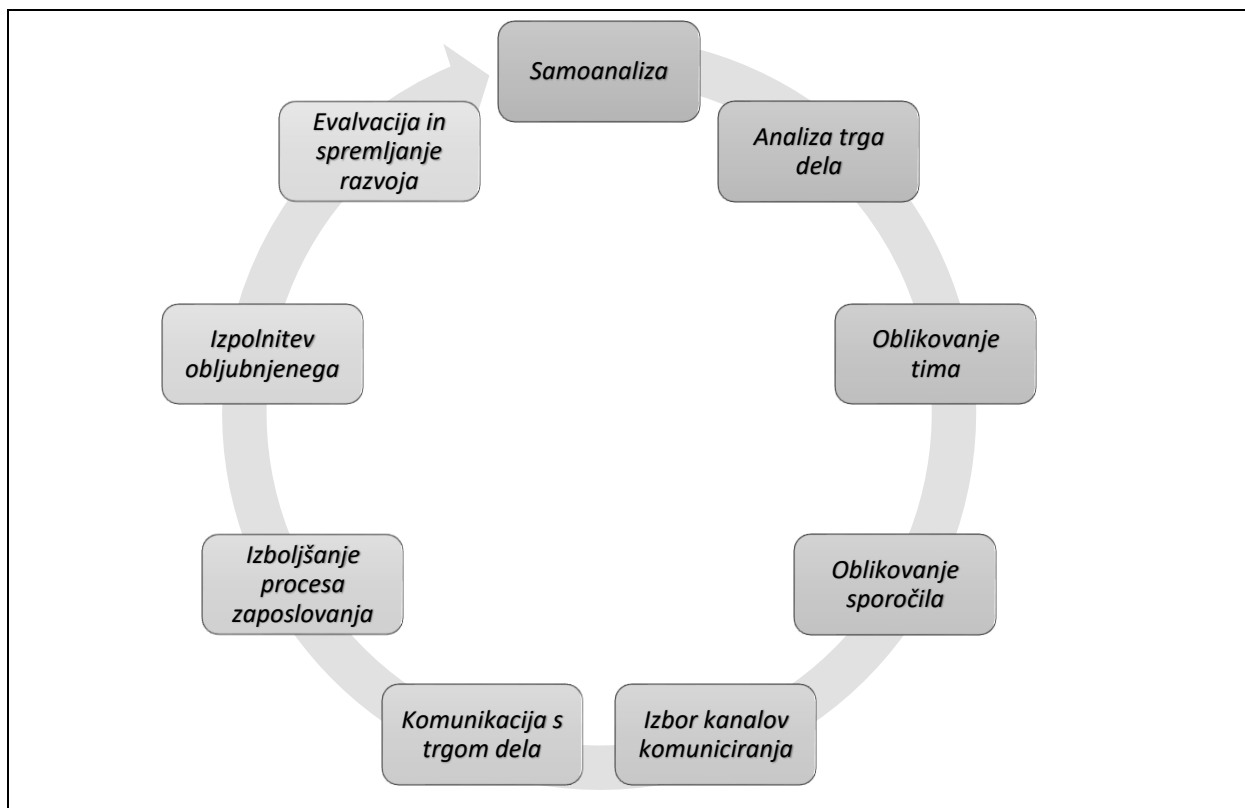 Samoanaliza
Analiza trga
dela
Oblikovanje
tima
Oblikovanje
sporočila
Izbor kanalov
komuniciranja
Komunikacija s
trgom dela
Izboljšanje
procesa
zaposlovanja
Izpolnitev
obljubnjenega
Evalvacija in
spremljanje
razvoja